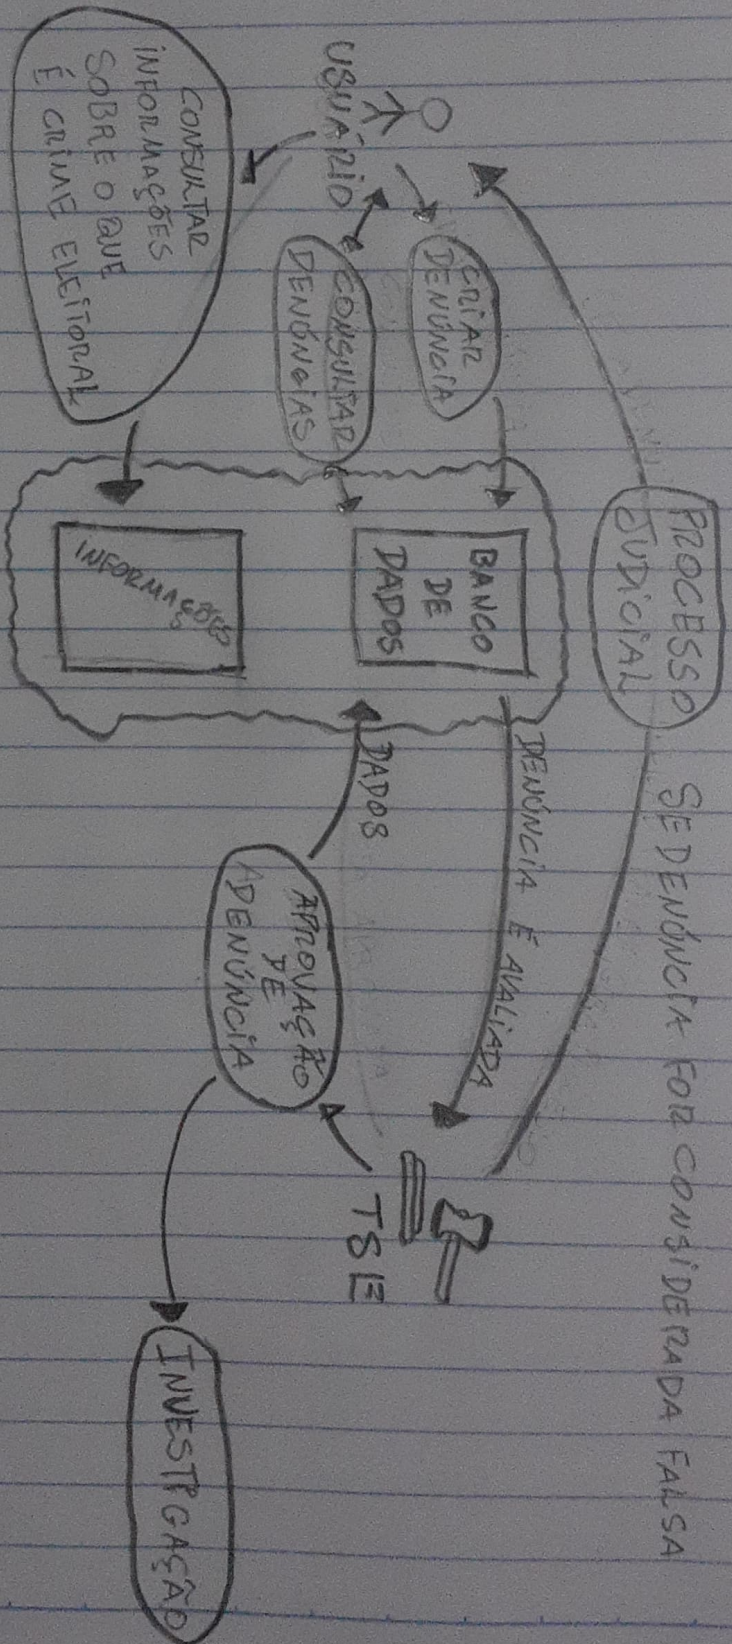 PROCESSO
JUDICIAL
SE DENÚNCIA FOR CONSIDERADA FALSA
USUÁRIO
CRIAR
DENÚNCIA
CONSULTAR
DENÚNCIAS
BANCO
DE
DADOS
DENÚNCIA É AVALIADA
DADOS
TSE
APROVAÇÃO
DE
DENÚNCIA
CONSULTAR
INFORMAÇÕES
SOBRE O QUE
É CRIME ELEITORAL
INFORMAÇÕES
INVESTIGAÇÃO